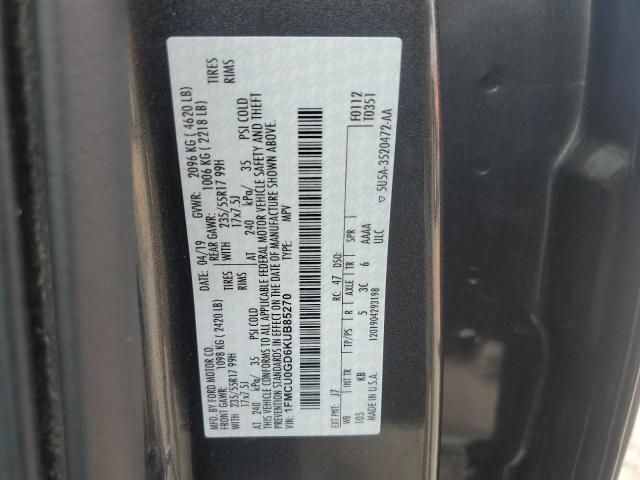 MFD. BY FORD MOTOR CO.
DATE: 04/19 GVWR: 2096 KG ( 4620 LB)
FRONT GAWR: 1098 KG (2420 LB) REAR GAWR: 1006 KG ( 2218 LB)
WITH 235/55R17 99H TIRES WITH 235/55R17 99H TIRES
17x7.5J RIMS 17x7.5J RIMS
AT 240 kPa/ 35 PSI COLD AT 240 kPa/ 35 PSI COLD
THIS VEHICLE CONFORMS TO ALL APPLICABLE FEDERAL MOTOR VEHICLE SAFETY AND THEFT
PREVENTION STANDARDS IN EFFECT ON THE DATE OF MANUFACTURE SHOWN ABOVE.
VIN: 1FMCU0GD6KUB85270 TYPE: MPV
EXT PNT: J7 RC: 47 DSO: F0112
T0351
WB INT TR TP/PS R AXLE TR SPR
105 KB 5 3C 6 AAAA
ULC
MADE IN U.S.A. 1201904293198
5U5A-3520472-AA